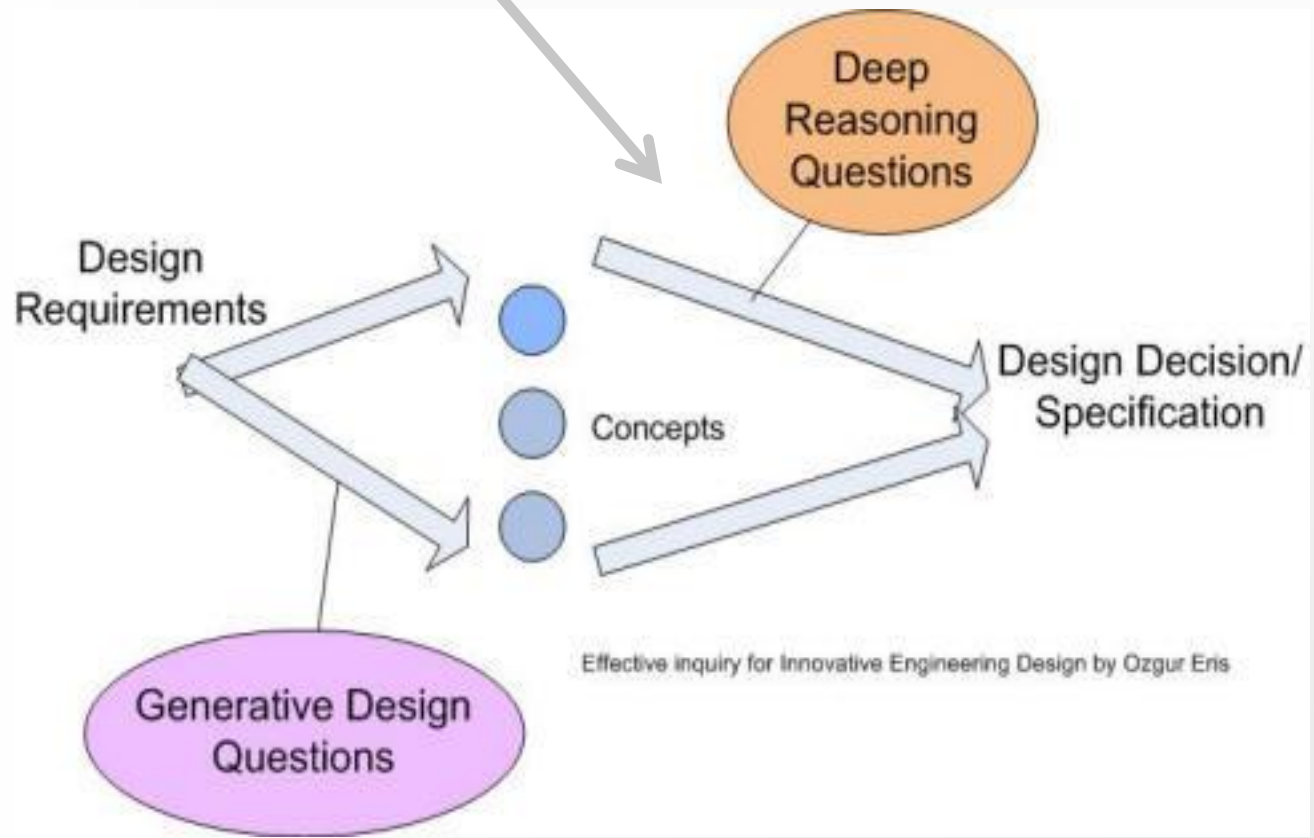 Deep
Reasoning
Questions
Design
Requirements
Concepts
Design Decision/
Specification
Effective inquiry for Innovative Engineering Design by Ozgur Eris
Generative Design
Questions